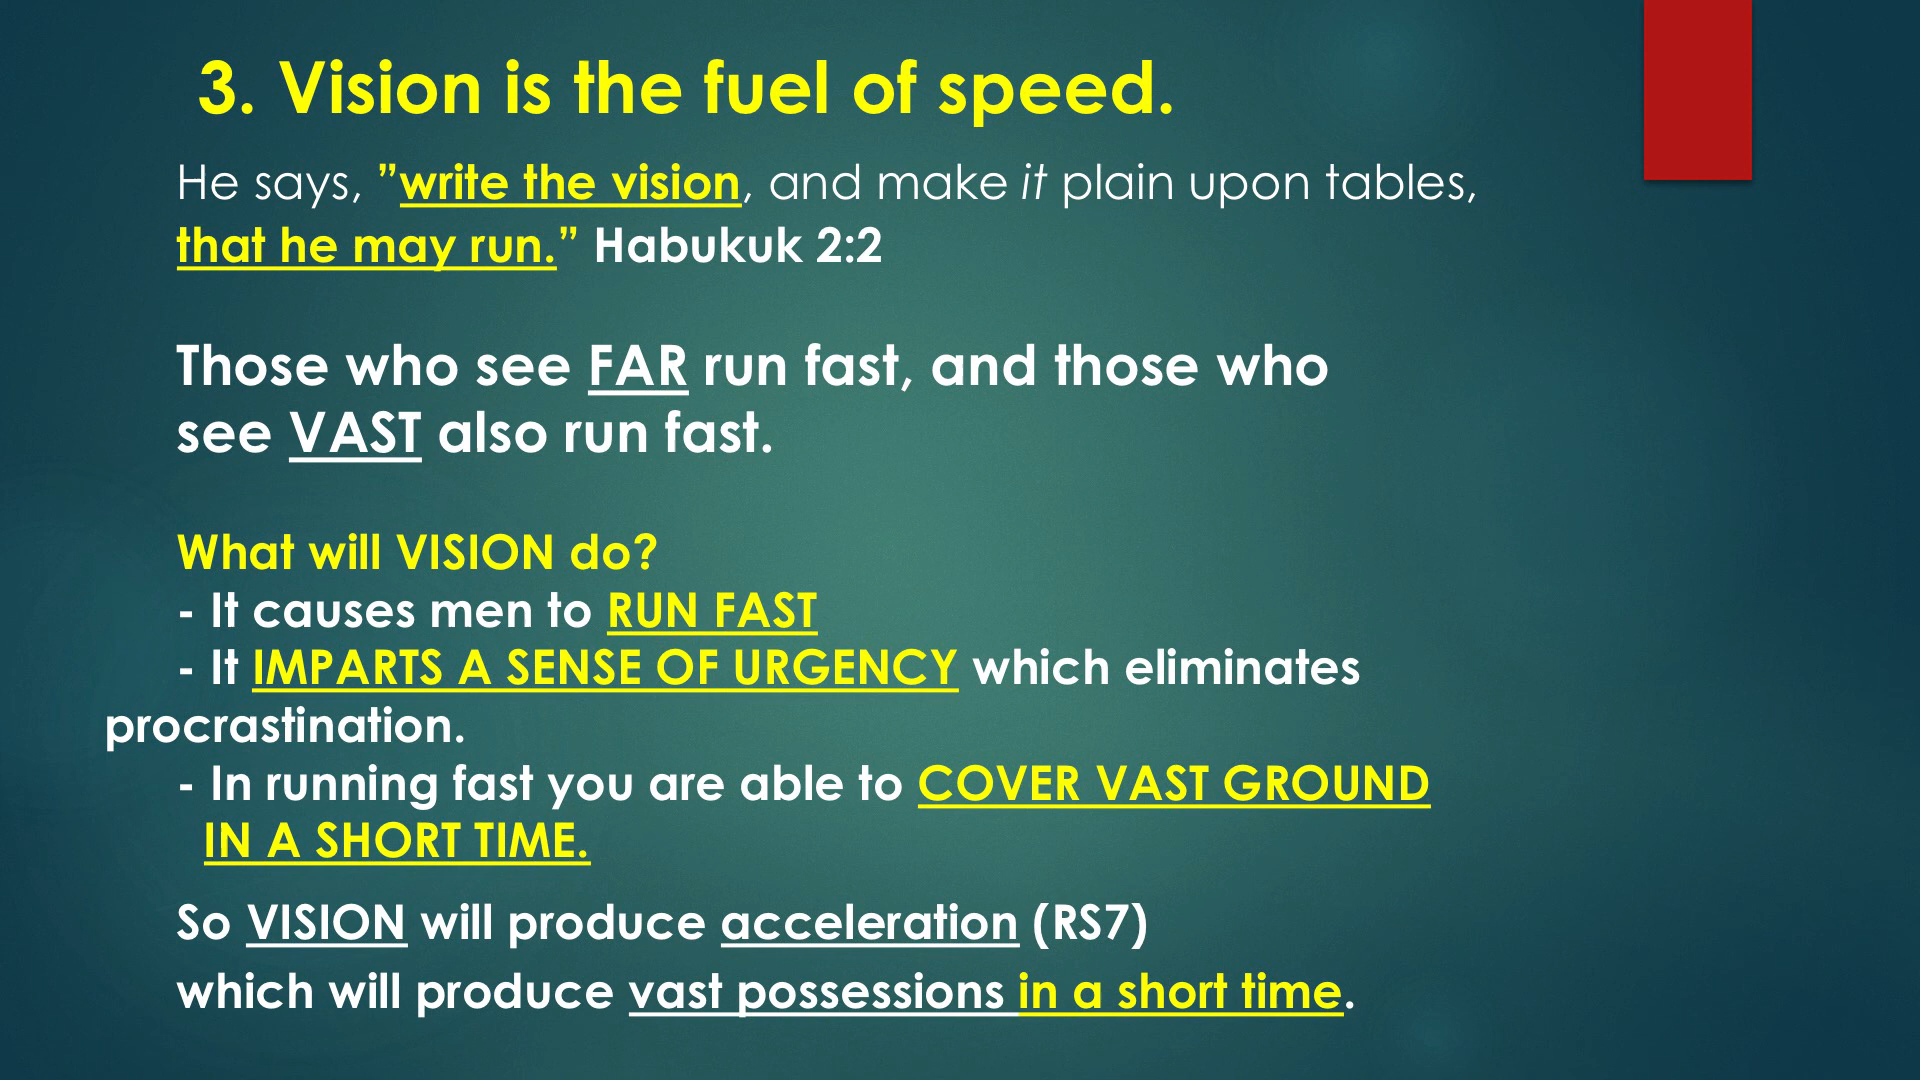 3. Vision is the fuel of speed.
He says, ”write the vision, and make it plain upon tables,
that he may run.” Habukuk 2:2
Those who see FAR run fast, and those who
see VAST also run fast.
What will VISION do?
- It causes men to RUN FAST
- It IMPARTS A SENSE OF URGENCY which eliminates
procrastination.
- In running fast you are able to COVER VAST GROUND
IN A SHORT TIME.
So VISION will produce acceleration (RS7)
which will produce vast possessions in a short time.